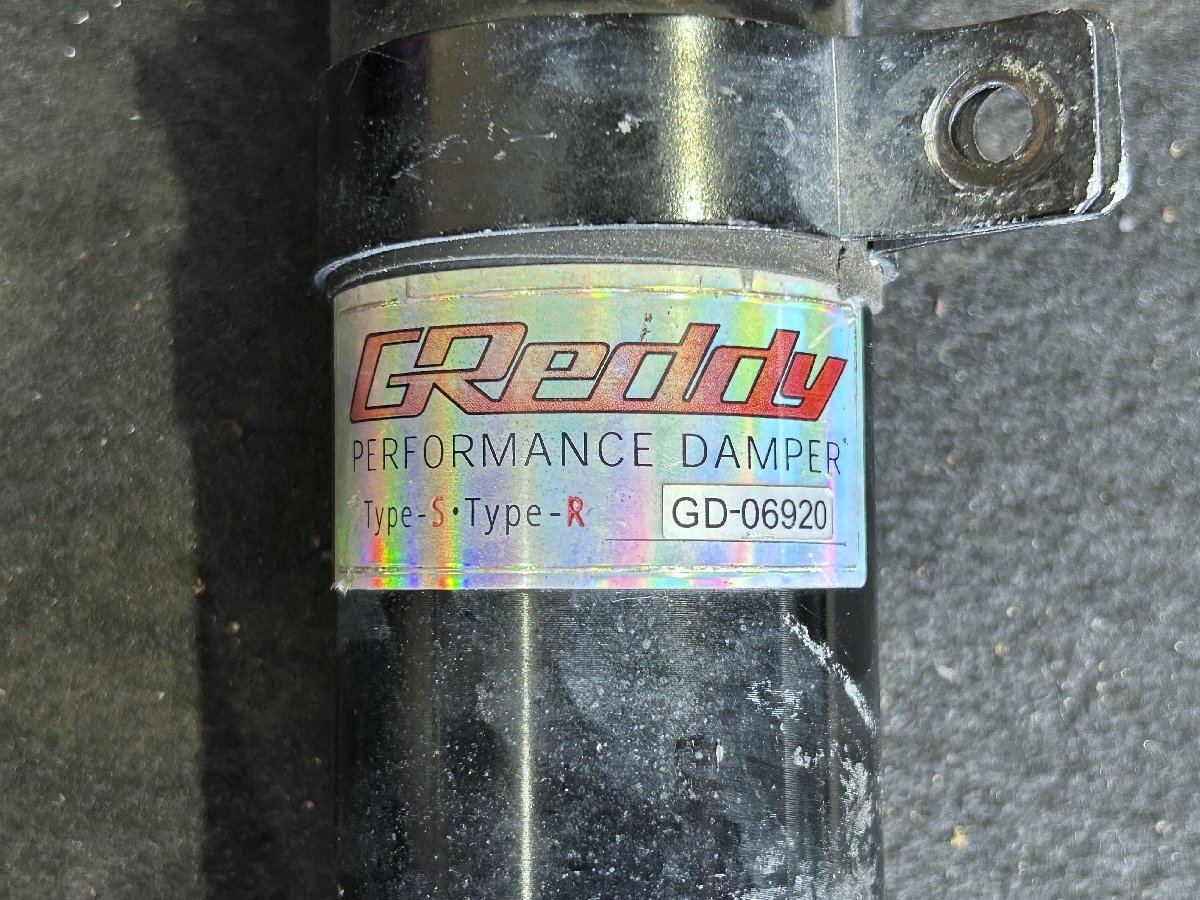 GReddy
PERFORMANCE DAMPER
Type-S・Type-R GD-06920